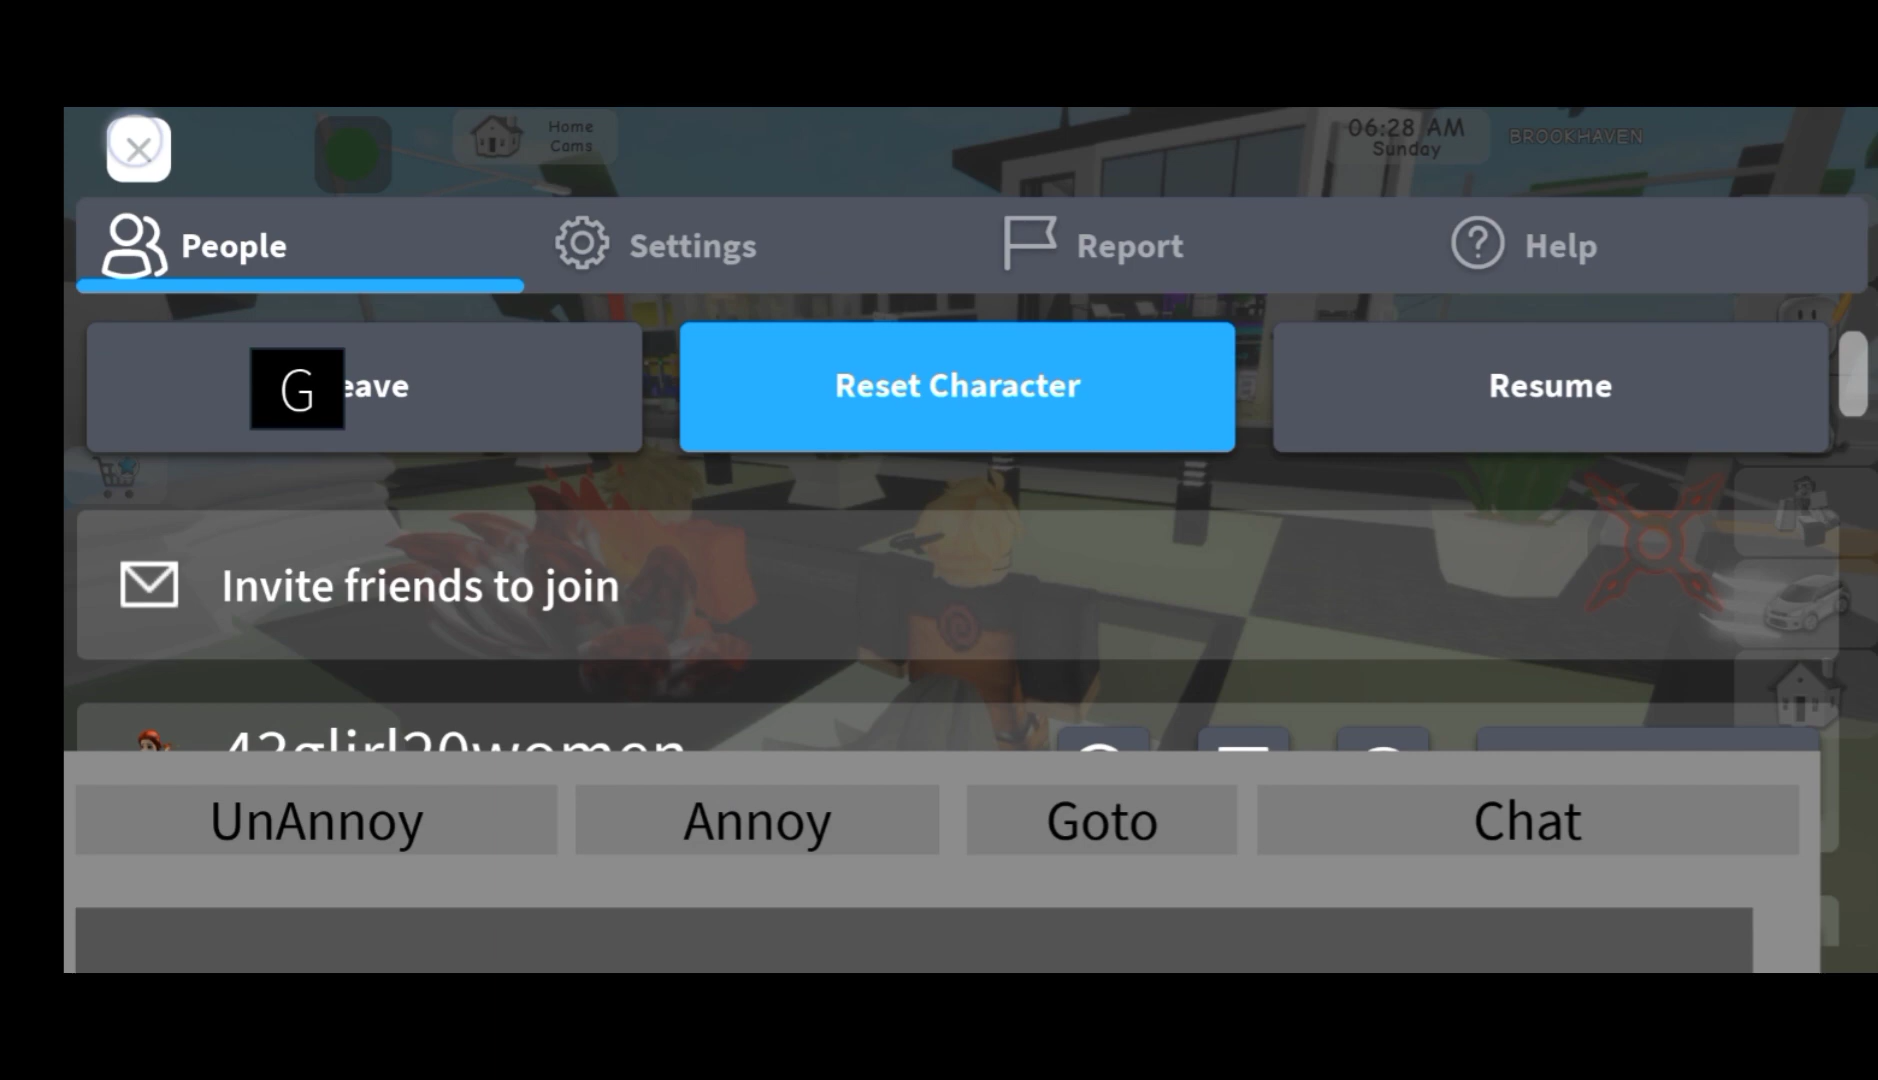 Home
Cams
06:28 AM
Sunday
BROOKHAVEN
People
Settings
Report
Help
G
eave
Reset Character
Resume
Invite friends to join
UnAnnoy
Annoy
Goto
Chat